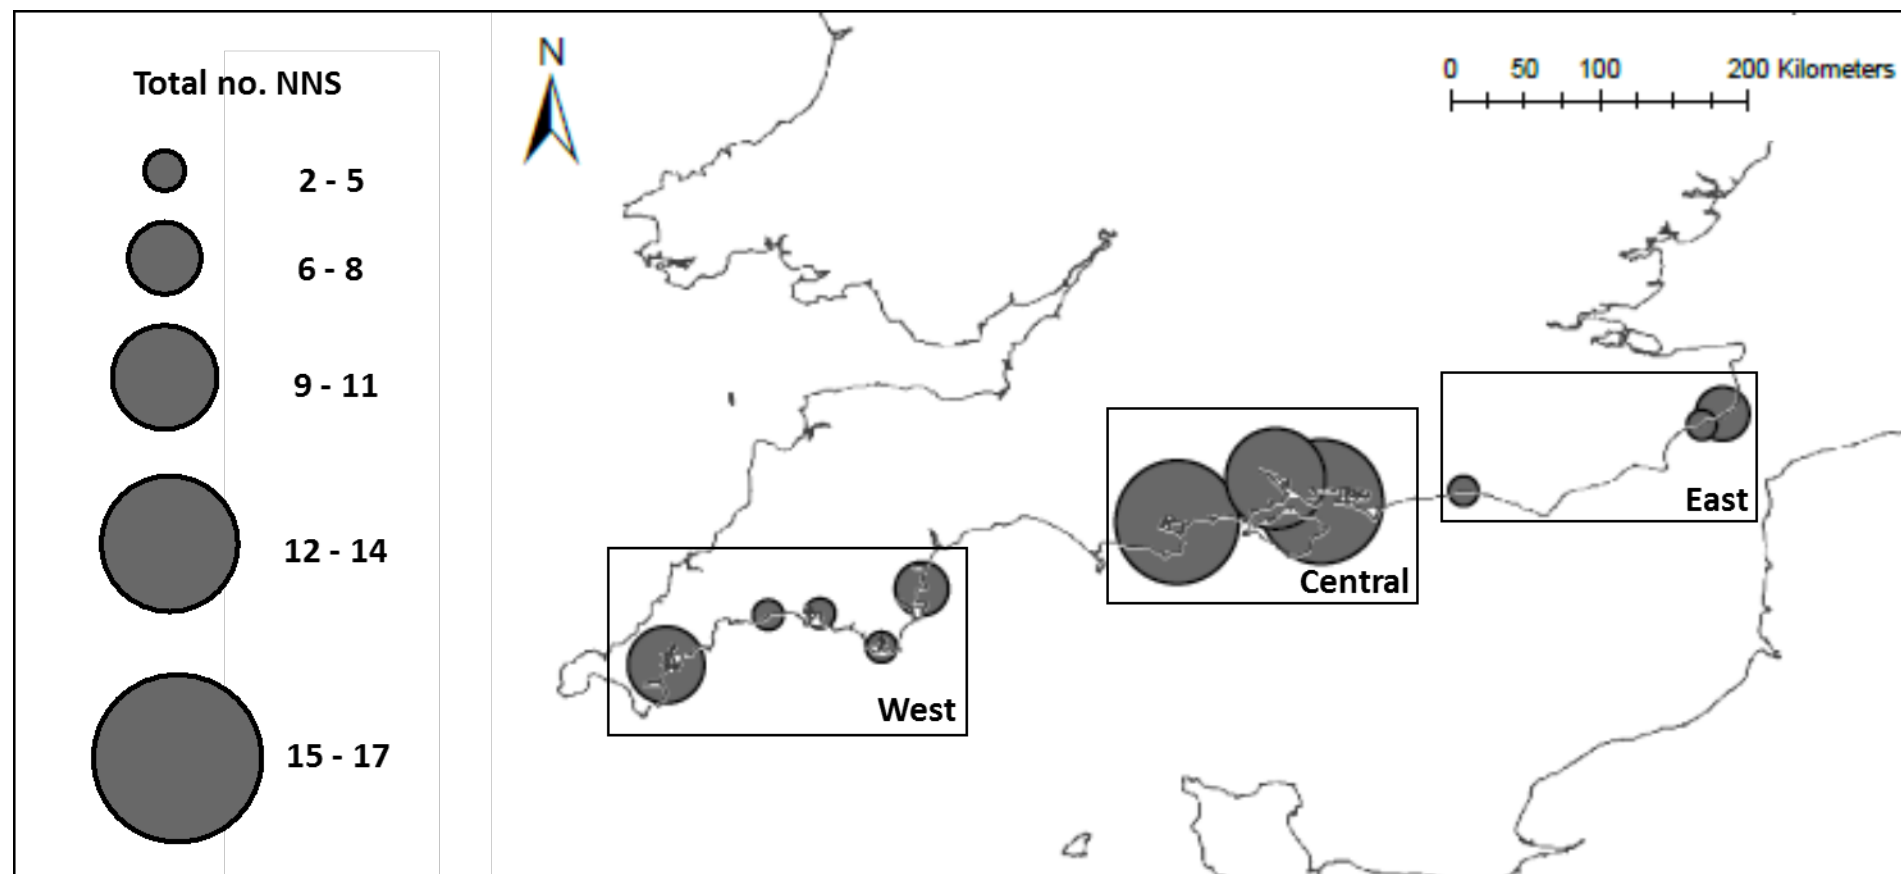 Total no. NNS
2 - 5
6 - 8
9 - 11
12 - 14
15 - 17
N
0 50 100 200 Kilometers
East
Central
West